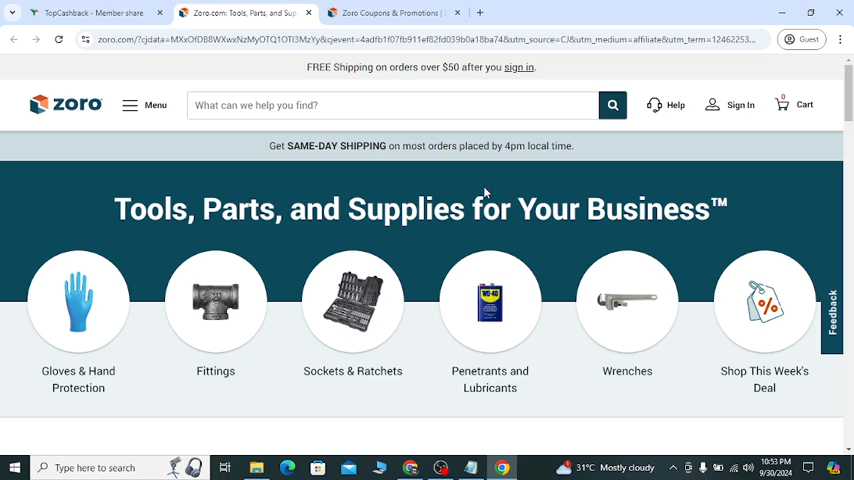 TopCashback - Member share
Zoro.com: Tools, Parts, and Sup
Zoro Coupons & Promotions |
zoro.com/?cjdata=MXxOfDB8WXwxNzMyOTQ1OTI3MzYy&cjevent=4adfb1f07fb911ef82fd039b0a18ba74&utm_source=CJ&utm_medium=affiliate&utm_term=12462253...
Guest
FREE Shipping on orders over $50 after you sign in.
zoro
Menu
What can we help you find?
Help
Sign In
0
Cart
Get SAME-DAY SHIPPING on most orders placed by 4pm local time.
Tools, Parts, and Supplies for Your Business™
WD-40
%
Feedback
Gloves & Hand
Protection
Fittings
Sockets & Ratchets
Penetrants and
Lubricants
Wrenches
Shop This Week's
Deal
Type here to search
31°C Mostly cloudy
10:53 PM
9/30/2024